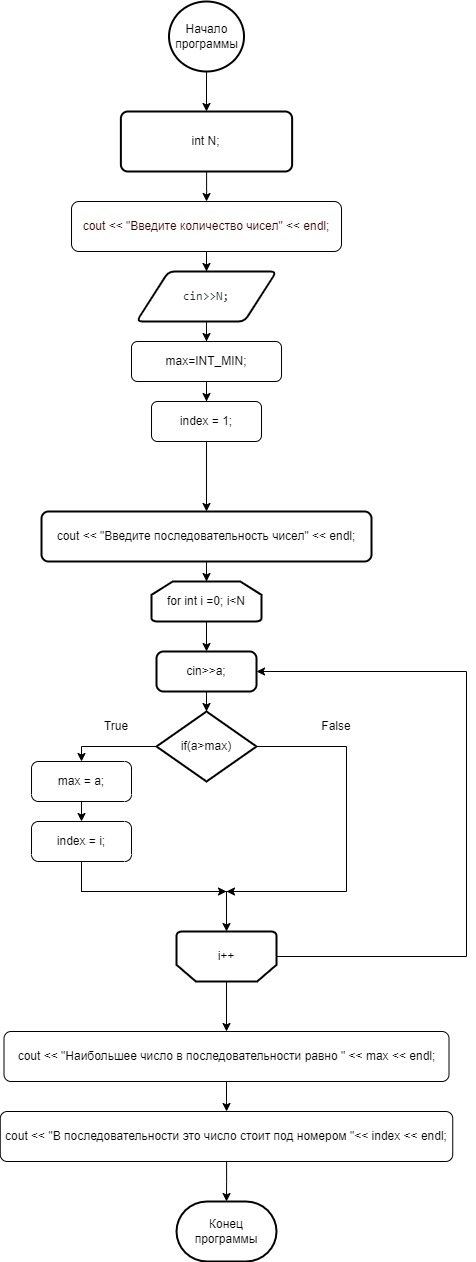 Начало
программы
int N;
cout << "Введите количество чисел" << endl;
cin>>N;
max=INT_MIN;
index = 1;
cout << "Введите последовательность чисел" << endl;
for int i =0; i<N
cin>>a;
True
if(a>max)
False
max = a;
index = i;
i++
cout << "Наибольшее число в последовательности равно " << max << endl;
cout << "В последовательности это число стоит под номером "<< index << endl;
Конец
программы